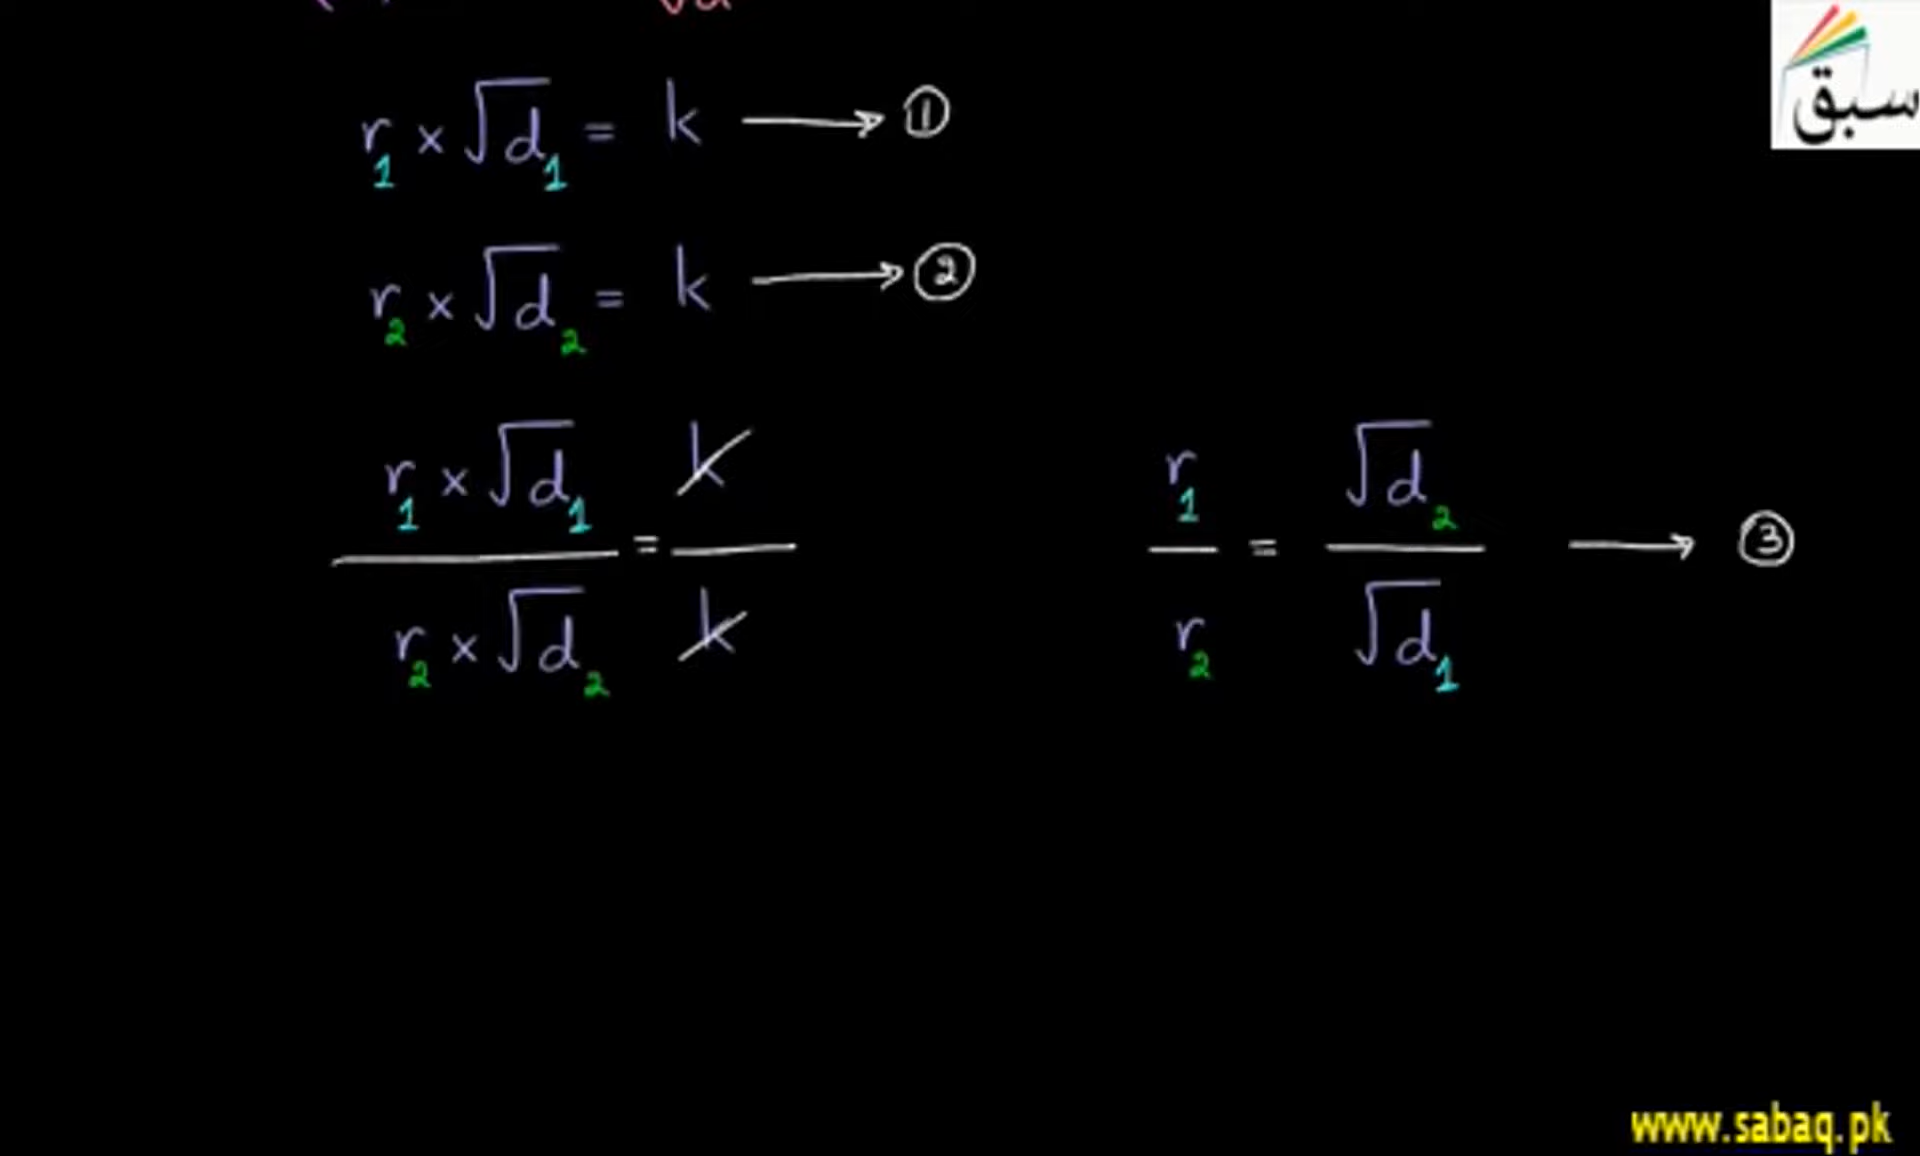 √d
سبق
r₁ × √d₁ = k ⟶ ①
r₂ × √d₂ = k ⟶ ②
r₁ × √d₁ / r₂ × √d₂ = k / k
r₁ / r₂ = √d₂ / √d₁ ⟶ ③
www.sabaq.pk